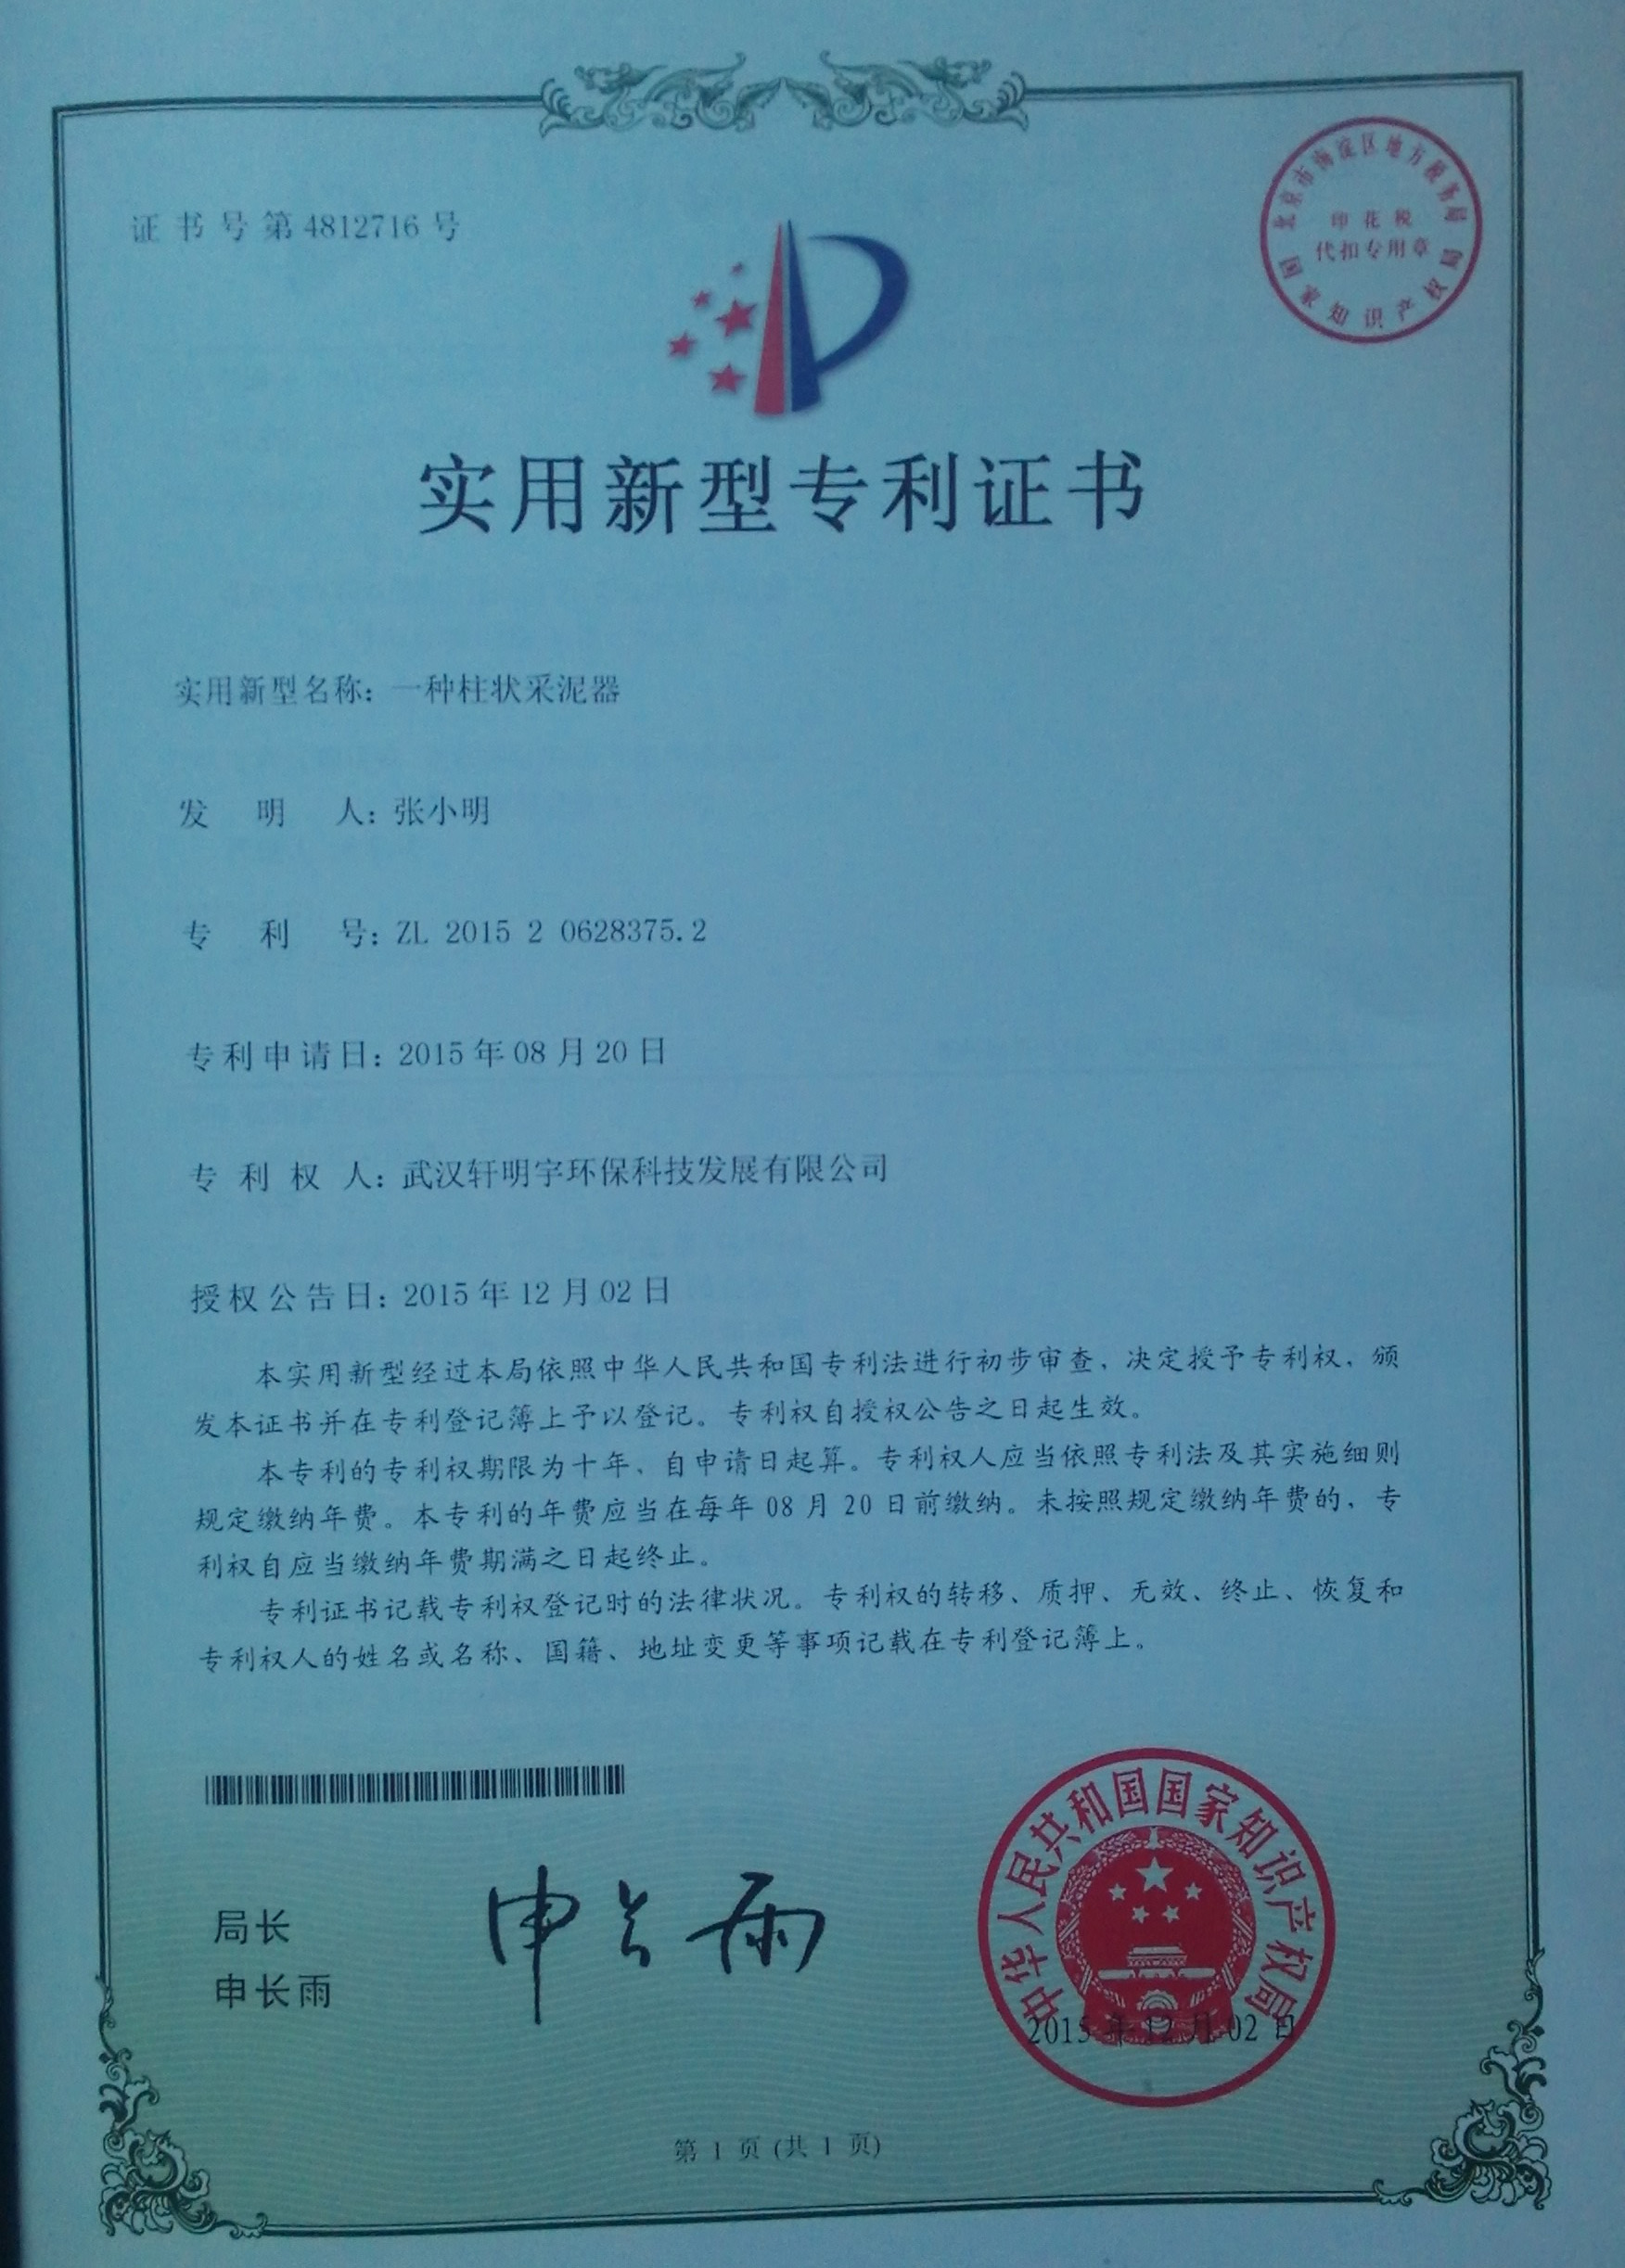 证书号第4812716号
北京市海淀区地方税务局
印花税
代扣专用章
国家知识产权局
实用新型专利证书
实用新型名称：一种柱状采泥器
发明人：张小明
专利号：ZL 2015 2 0628375.2
专利申请日：2015年08月20日
专利权人：武汉轩明宇环保科技发展有限公司
授权公告日：2015年12月02日
本实用新型经过本局依照中华人民共和国专利法进行初步审查，决定授予专利权，颁
发本证书并在专利登记簿上予以登记。专利权自授权公告之日起生效。
本专利的专利权期限为十年，自申请日起算。专利权人应当依照专利法及其实施细则
规定缴纳年费。本专利的年费应当在每年08月20日前缴纳。未按照规定缴纳年费的，专
利权自应当缴纳年费期满之日起终止。
专利证书记载专利权登记时的法律状况。专利权的转移、质押、无效、终止、恢复和
专利权人的姓名或名称、国籍、地址变更等事项记载在专利登记簿上。
局长
申长雨
申长雨
中华人民共和国国家知识产权局
2015年12月02日
第1页(共1页)